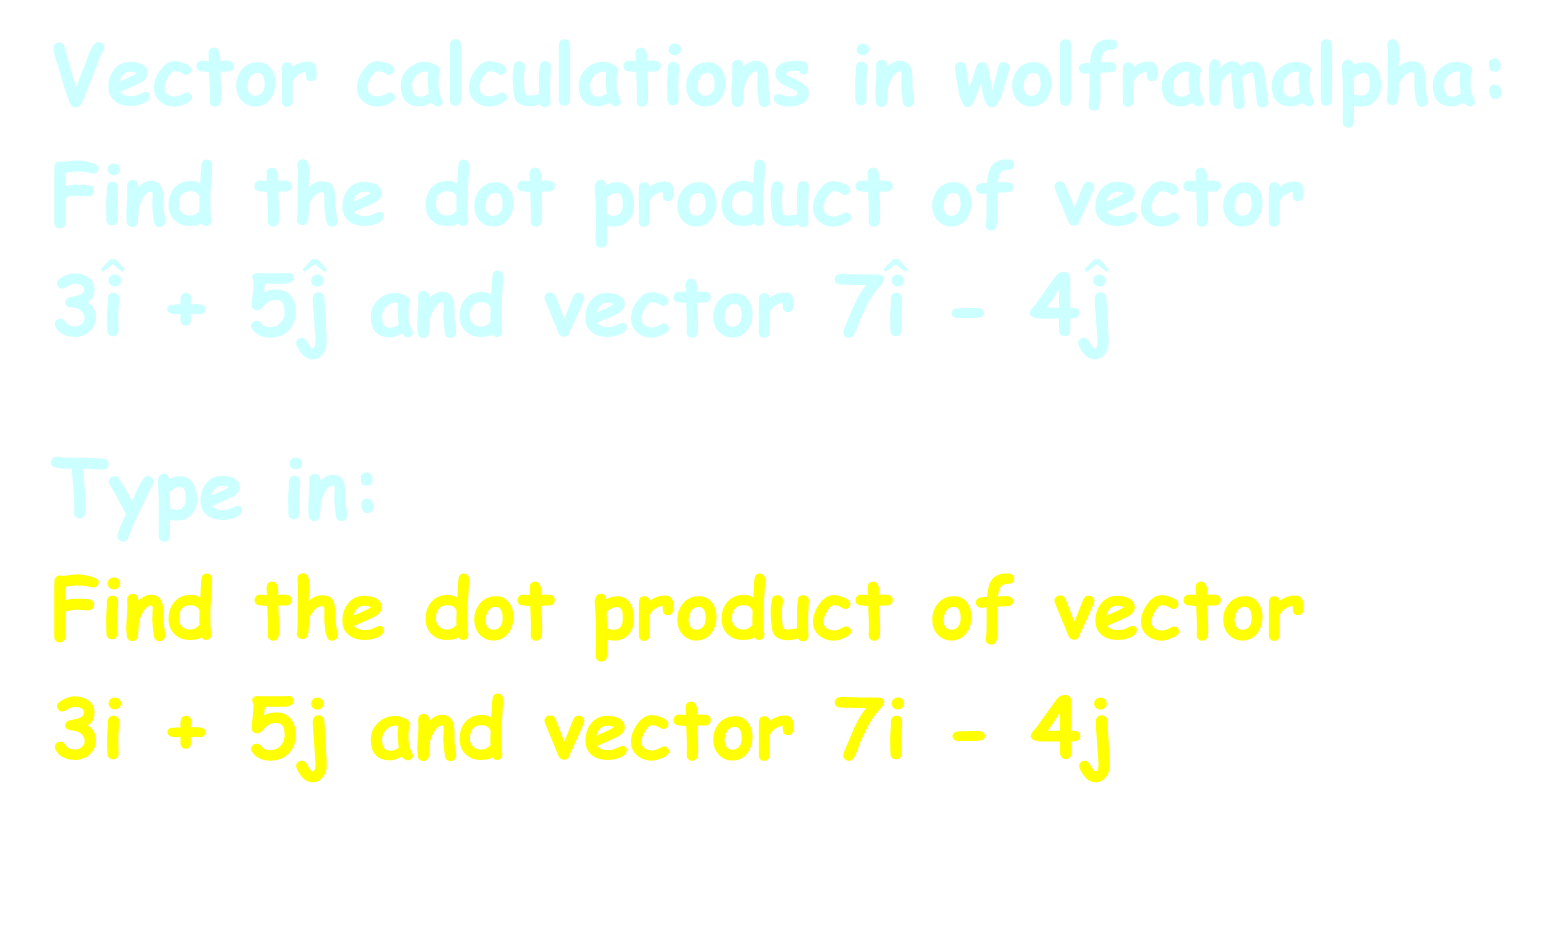 Vector calculations in wolframalpha:
Find the dot product of vector
3î + 5ĵ and vector 7î - 4ĵ
Type in:
Find the dot product of vector
3i + 5j and vector 7i - 4j